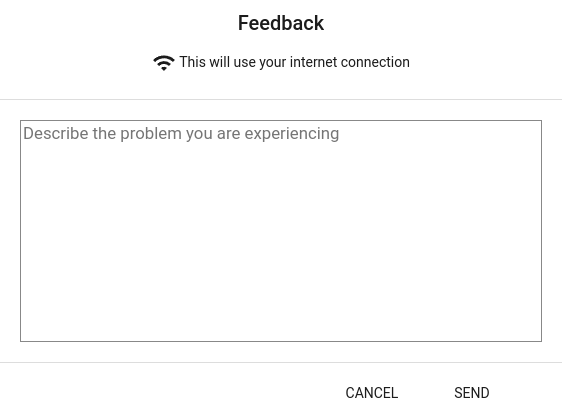 Feedback
This will use your internet connection
Describe the problem you are experiencing
CANCEL SEND